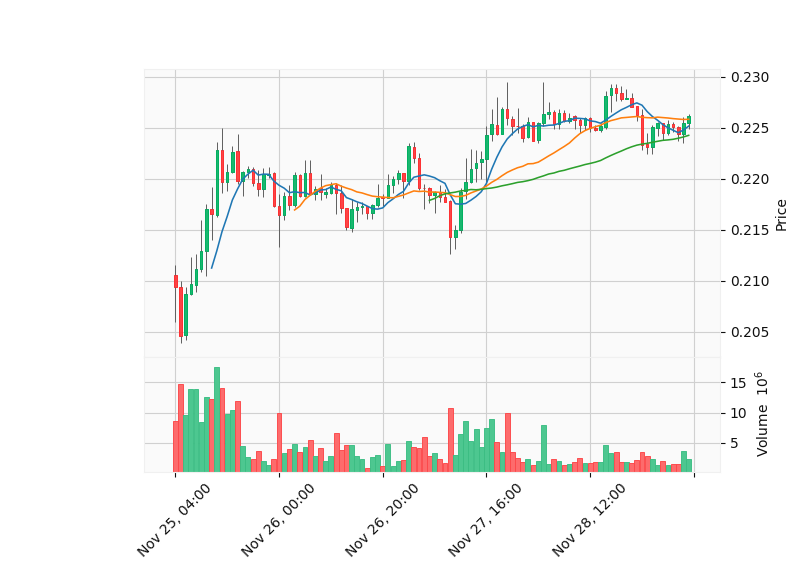 0.230
0.225
0.220
0.215
0.210
0.205
Price
15
10
5
Volume 10^6
Nov 25, 04:00
Nov 26, 00:00
Nov 26, 20:00
Nov 27, 16:00
Nov 28, 12:00